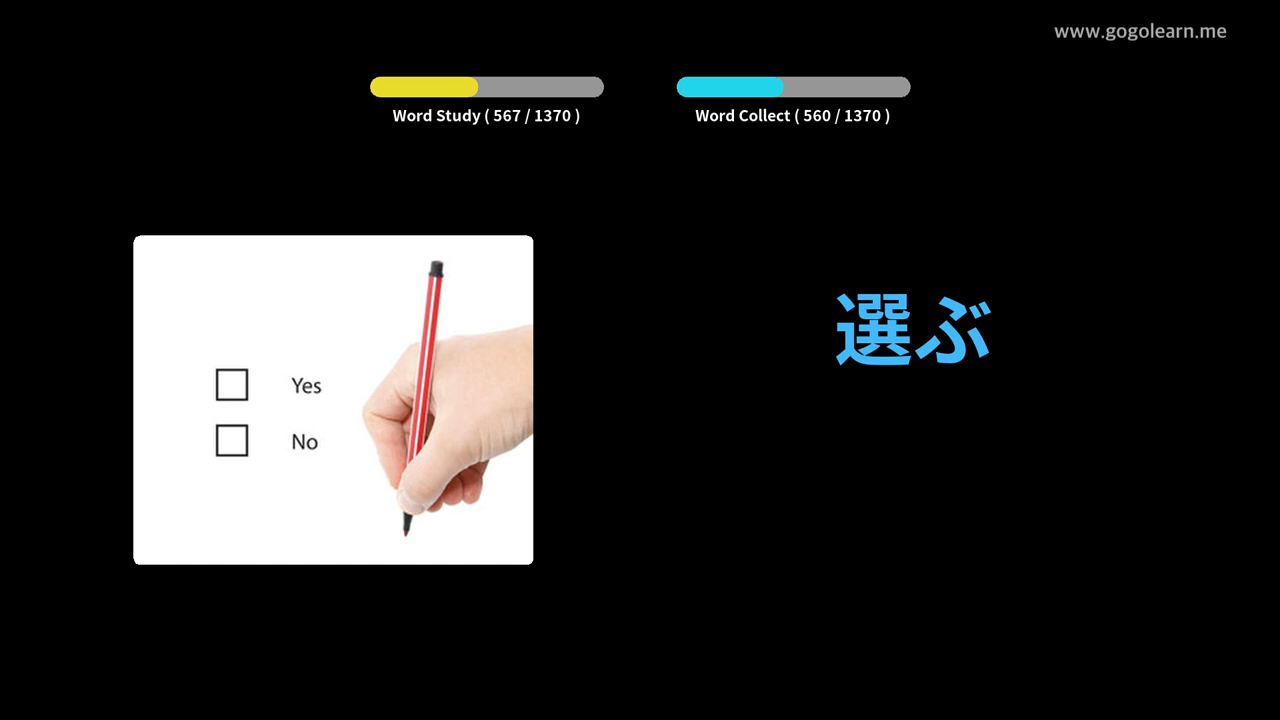 www.gogolearn.me
Word Study ( 567 / 1370 )
Word Collect ( 560 / 1370 )
Yes
No
選ぶ